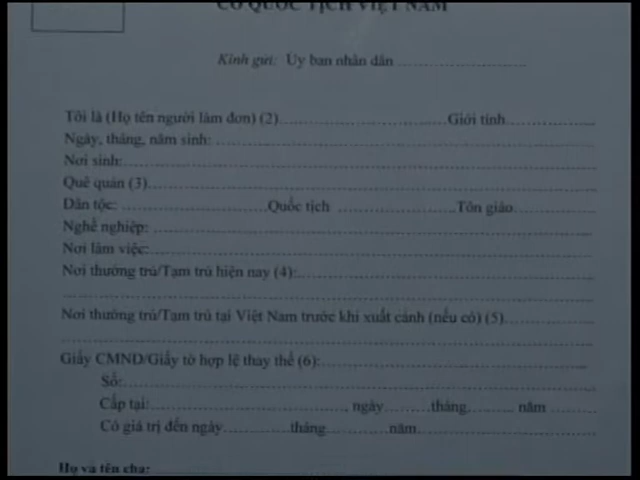 CÓ QUỐC TỊCH VIỆT NAM
Kính gửi: Ủy ban nhân dân
Tôi là (Họ tên người làm đơn) (2)..........Giới tính..........
Ngày, tháng, năm sinh: ..........
Nơi sinh:..........
Quê quán (3)..........
Dân tộc: ..........Quốc tịch ..........Tôn giáo..........
Nghề nghiệp: ..........
Nơi làm việc:..........
Nơi thường trú/Tạm trú hiện nay (4):..........
Nơi thường trú/Tạm trú tại Việt Nam trước khi xuất cảnh (nếu có) (5)..........
Giấy CMND/Giấy tờ hợp lệ thay thế (6):..........
Số:..........
Cấp tại:.........., ngày..........tháng.......... năm ..........
Có giá trị đến ngày..........tháng..........năm..........
Họ và tên cha:..........